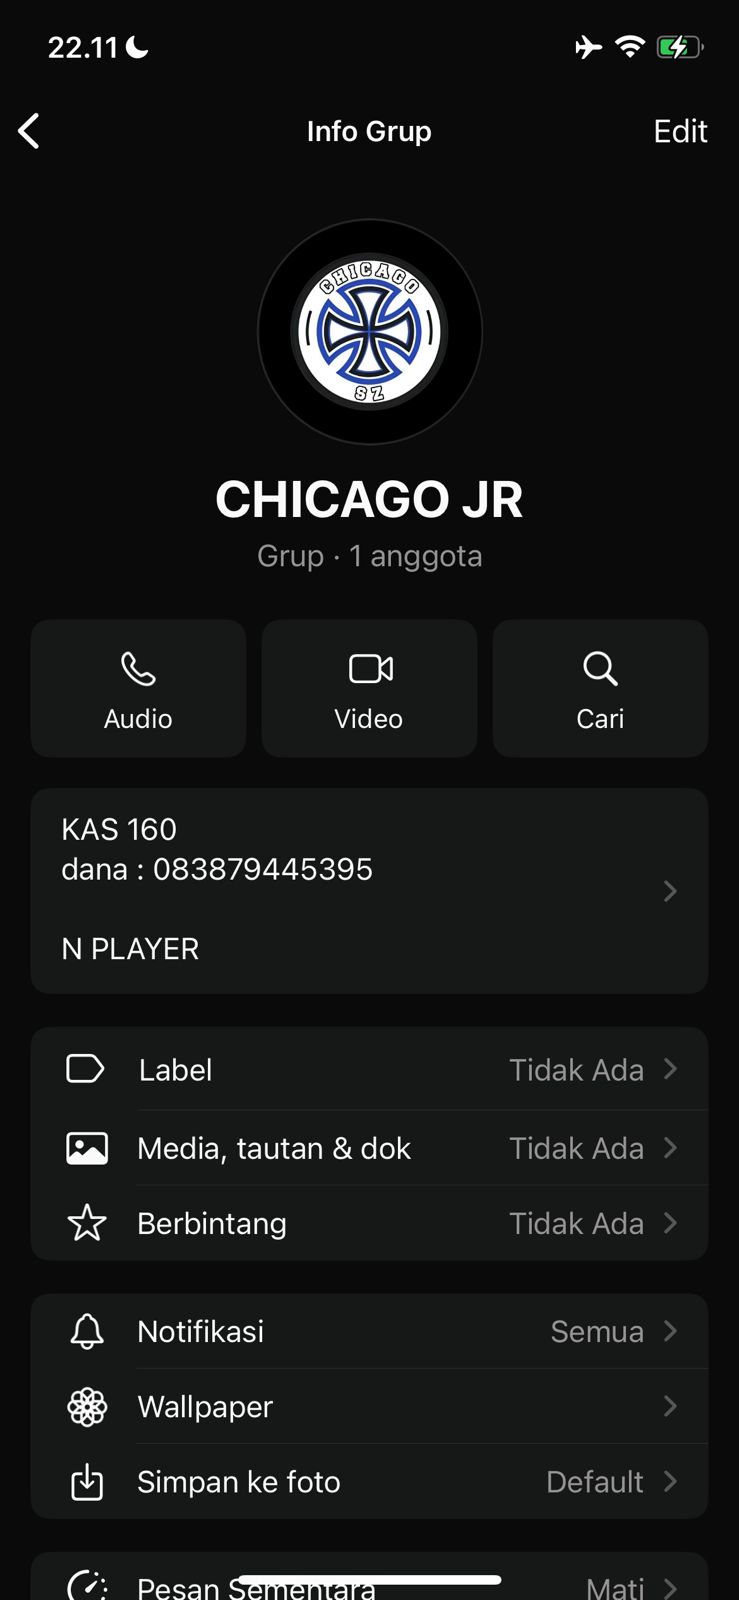 22.11
Info Grup
Edit
CHICAGO
SZ
CHICAGO JR
Grup · 1 anggota
Audio
Video
Cari
KAS 160
dana : 083879445395
N PLAYER
Label
Tidak Ada
Media, tautan & dok
Tidak Ada
Berbintang
Tidak Ada
Notifikasi
Semua
Wallpaper
Simpan ke foto
Default
Pesan Sementara
Mati